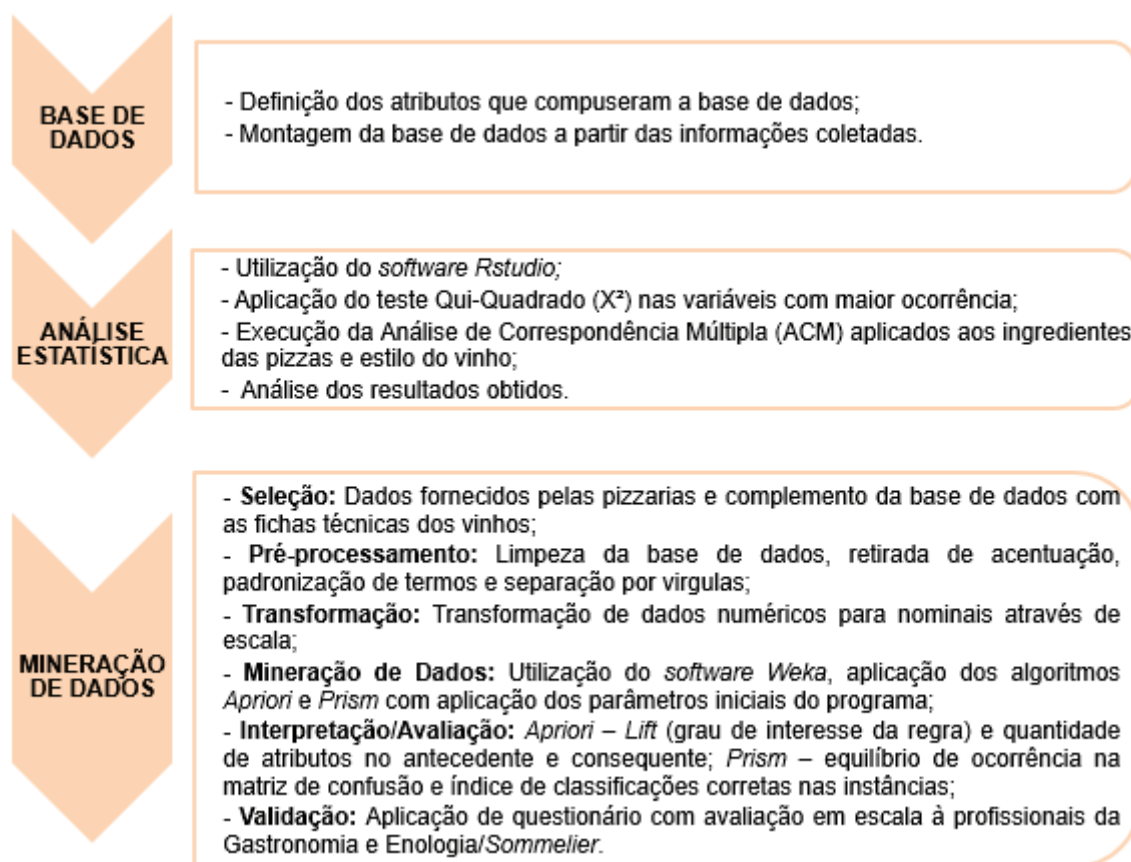 BASE DE
DADOS
- Definição dos atributos que compuseram a base de dados;
- Montagem da base de dados a partir das informações coletadas.
ANÁLISE
ESTATÍSTICA
- Utilização do software Rstudio;
- Aplicação do teste Qui-Quadrado (X²) nas variáveis com maior ocorrência;
- Execução da Análise de Correspondência Múltipla (ACM) aplicados aos ingredientes
das pizzas e estilo do vinho;
- Análise dos resultados obtidos.
MINERAÇÃO
DE DADOS
- Seleção: Dados fornecidos pelas pizzarias e complemento da base de dados com
as fichas técnicas dos vinhos;
- Pré-processamento: Limpeza da base de dados, retirada de acentuação,
padronização de termos e separação por virgulas;
- Transformação: Transformação de dados numéricos para nominais através de
escala;
- Mineração de Dados: Utilização do software Weka, aplicação dos algoritmos
Apriori e Prism com aplicação dos parâmetros iniciais do programa;
- Interpretação/Avaliação: Apriori – Lift (grau de interesse da regra) e quantidade
de atributos no antecedente e consequente; Prism – equilíbrio de ocorrência na
matriz de confusão e índice de classificações corretas nas instâncias;
- Validação: Aplicação de questionário com avaliação em escala à profissionais da
Gastronomia e Enologia/Sommelier.